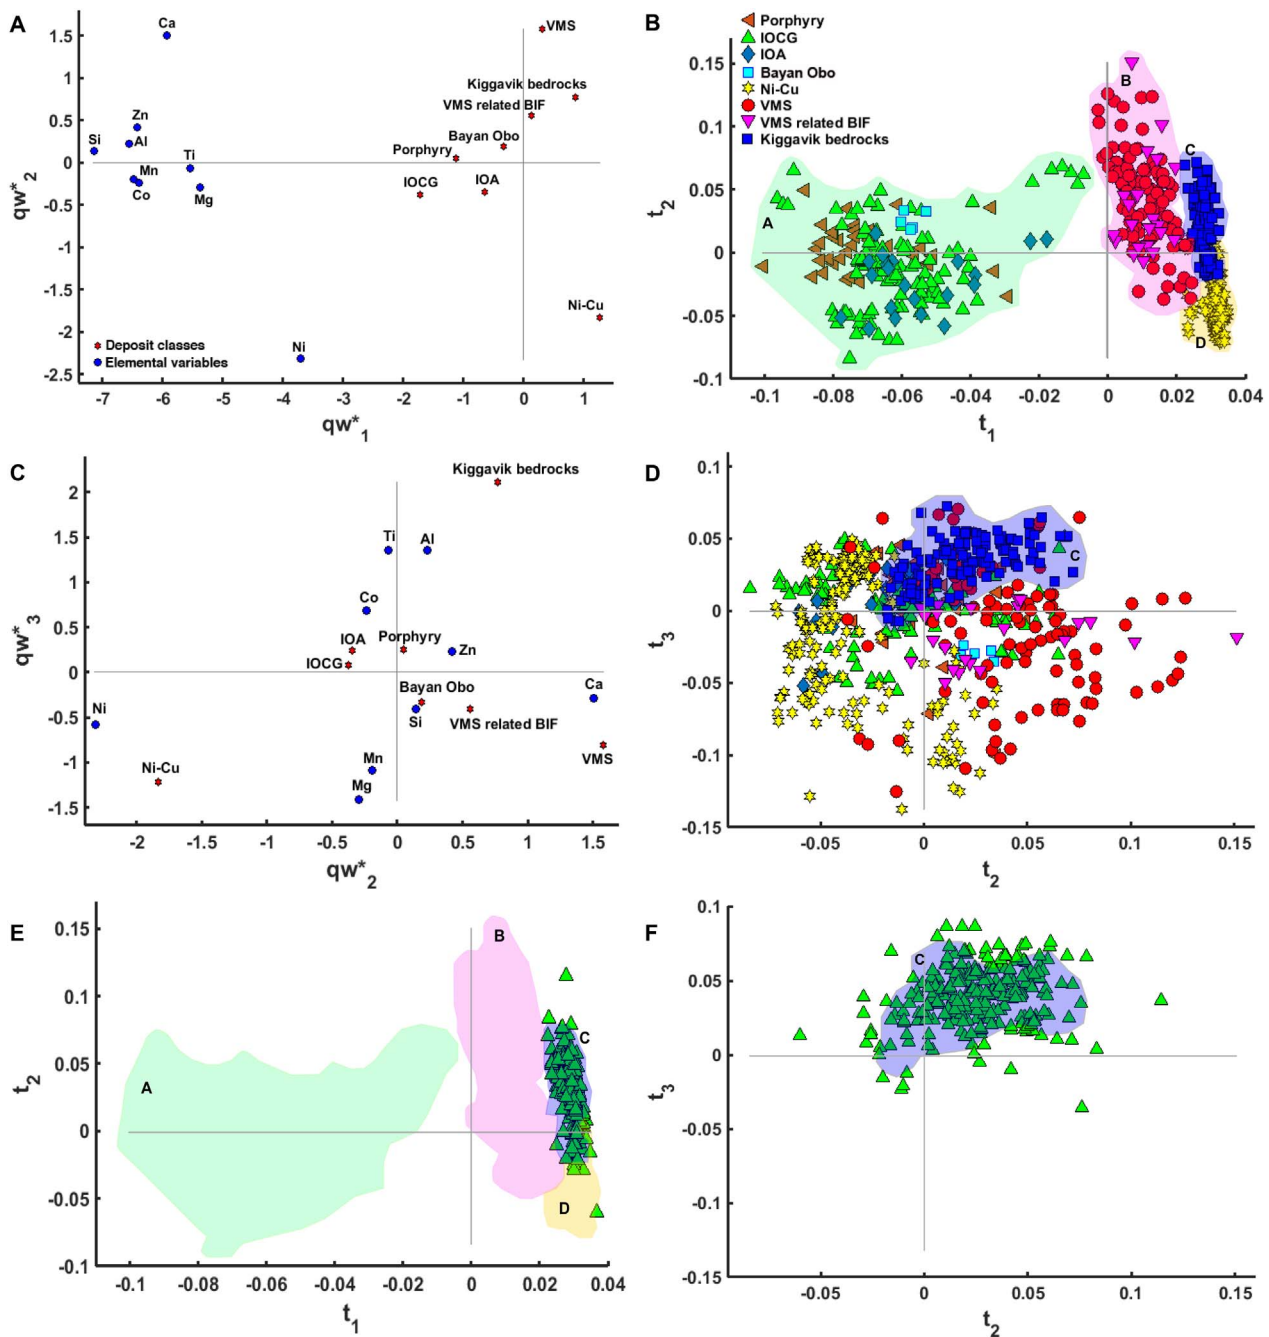 A
1.5
1
0.5
0
-0.5
-1
-1.5
-2
-2.5
qw*2
Ca
Zn
Al
Si
Ti
Mn
Co
Mg
Ni
VMS
Kiggavik bedrocks
VMS related BIF
Bayan Obo
Porphyry
IOCG
IOA
Ni-Cu
Deposit classes
Elemental variables
-7 -6 -5 -4 -3 -2 -1 0 1
qw*1
B
Porphyry
IOCG
IOA
Bayan Obo
Ni-Cu
VMS
VMS related BIF
Kiggavik bedrocks
0.15
0.1
0.05
0
-0.05
-0.1
t2
A
B
C
D
-0.1 -0.08 -0.06 -0.04 -0.02 0 0.02 0.04
t1
C
2
1.5
1
0.5
0
-0.5
-1
-1.5
qw*3
Kiggavik bedrocks
Ti
Al
Co
IOA
Porphyry
IOCG
Zn
Bayan Obo
Si
VMS related BIF
Ca
Ni
Ni-Cu
Mn
Mg
VMS
-2 -1.5 -1 -0.5 0 0.5 1 1.5
qw*2
D
0.1
0.05
0
-0.05
-0.1
-0.15
t3
C
-0.05 0 0.05 0.1 0.15
t2
E
0.15
0.1
0.05
0
-0.05
-0.1
t2
A
B
C
D
-0.1 -0.08 -0.06 -0.04 -0.02 0 0.02 0.04
t1
F
0.1
0.05
0
-0.05
-0.1
-0.15
t3
C
-0.05 0 0.05 0.1 0.15
t2